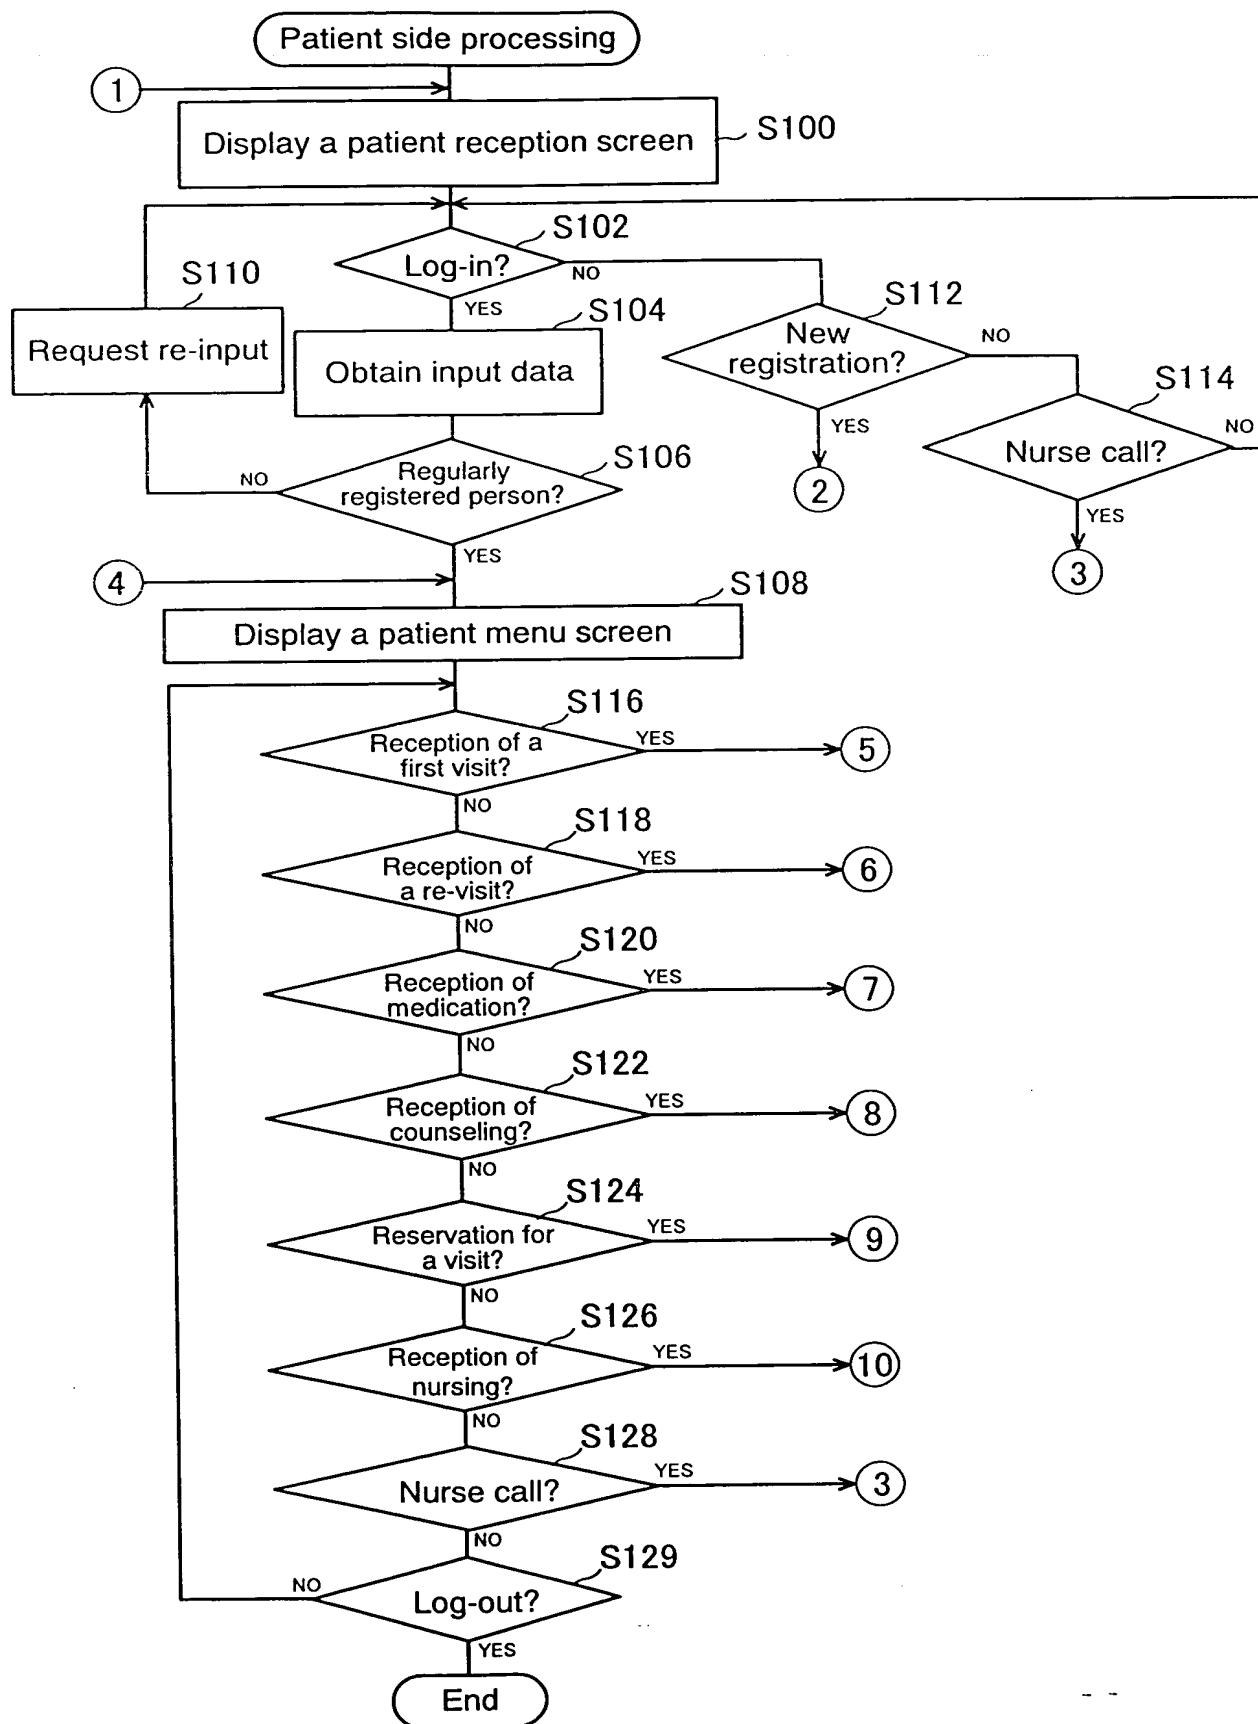 Patient side processing
1
Display a patient reception screen
S100
S102
Log-in?
NO
YES
S110
Request re-input
S104
Obtain input data
S112
New
registration?
NO
YES
2
S114
Nurse call?
NO
YES
3
S106
Regularly
registered person?
NO
YES
4
S108
Display a patient menu screen
S116
Reception of a
first visit?
YES
5
NO
S118
Reception of
a re-visit?
YES
6
NO
S120
Reception of
medication?
YES
7
NO
S122
Reception of
counseling?
YES
8
NO
S124
Reservation for
a visit?
YES
9
NO
S126
Reception of
nursing?
YES
10
NO
S128
Nurse call?
YES
3
NO
S129
Log-out?
NO
YES
End